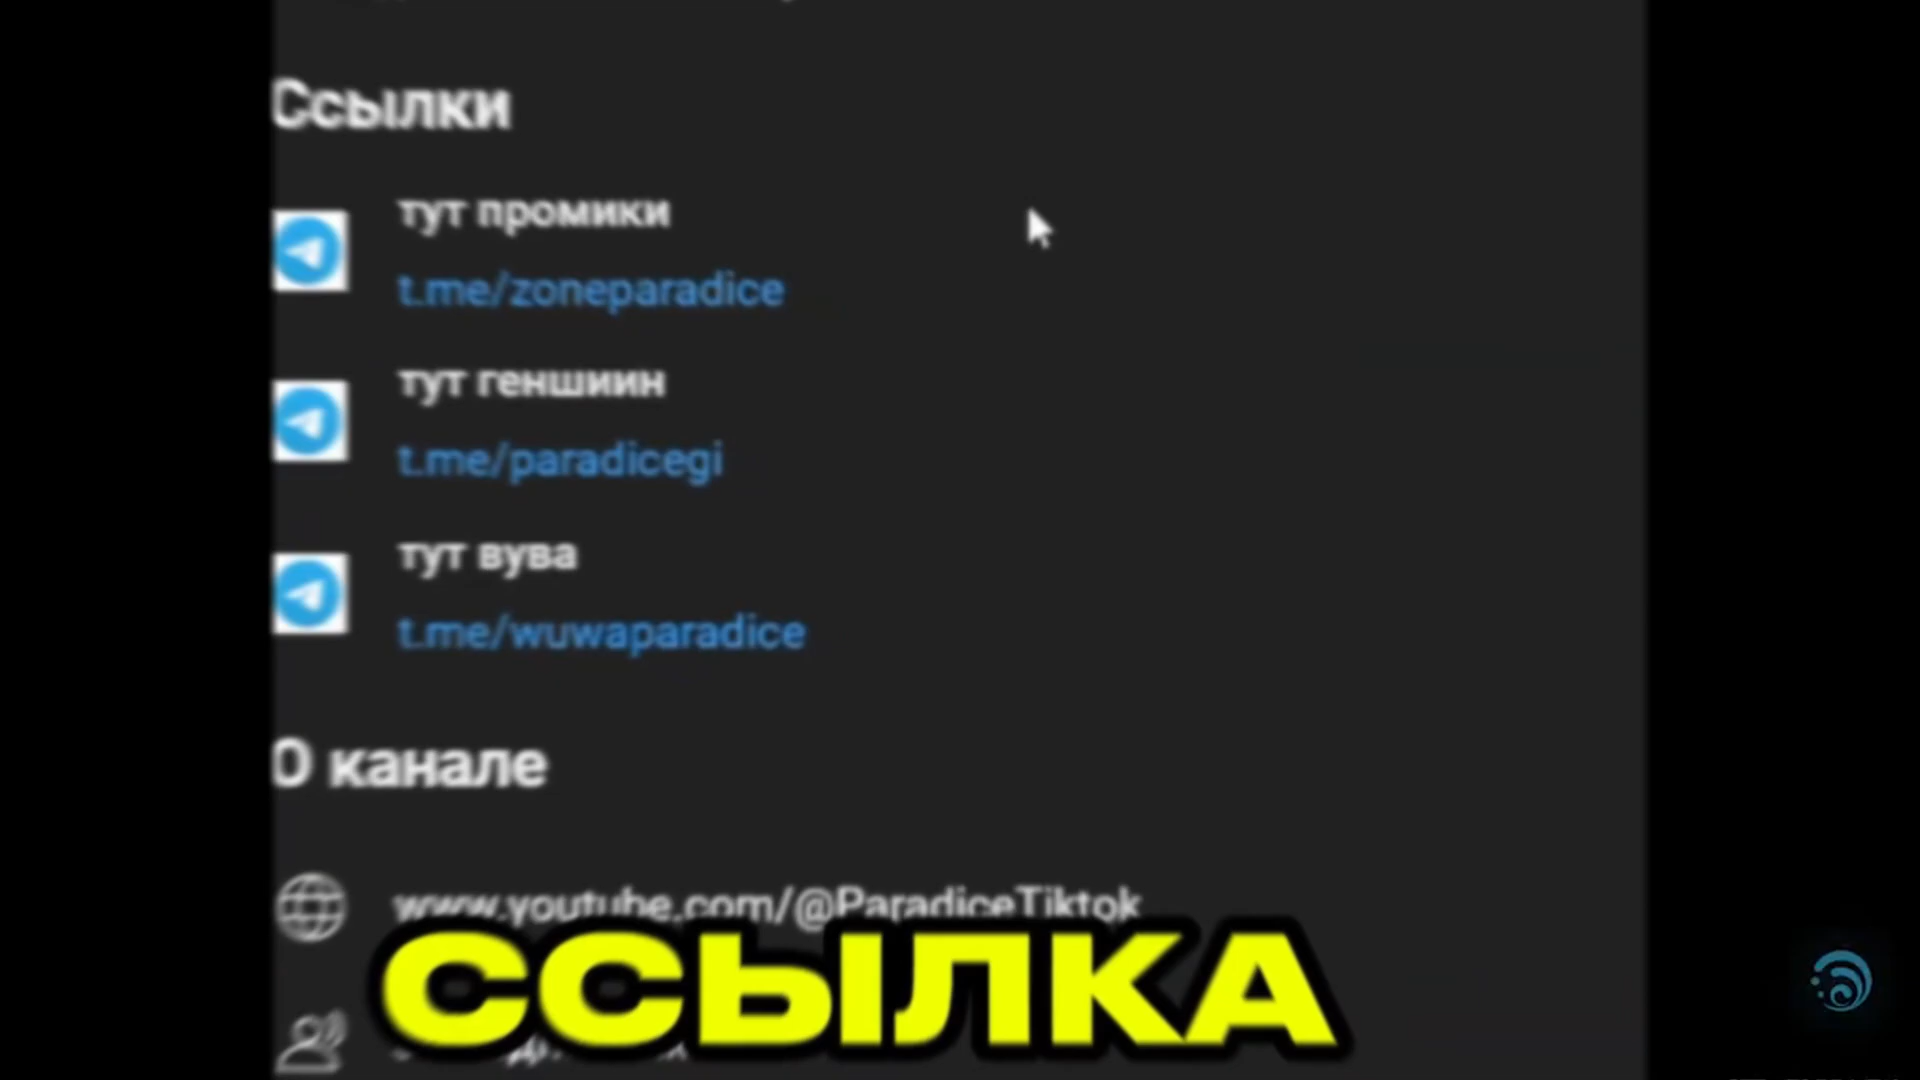 Ссылки
тут промики
t.me/zoneparadice
тут геншиин
t.me/paradicegi
тут вува
t.me/wuwaparadice
О канале
www.youtube.com/@ParadiceTiktok
ССЫЛКА